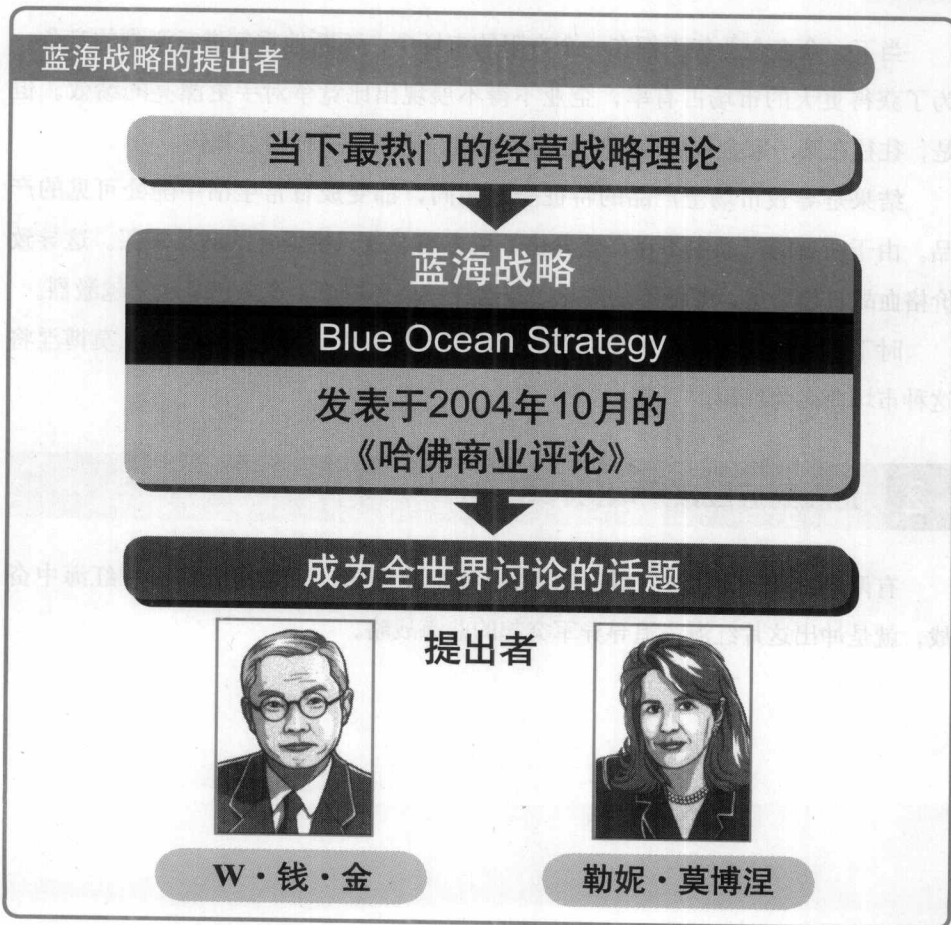 蓝海战略的提出者
当下最热门的经营战略理论
蓝海战略
Blue Ocean Strategy
发表于2004年10月的
《哈佛商业评论》
成为全世界讨论的话题
提出者
W·钱·金
勒妮·莫博涅